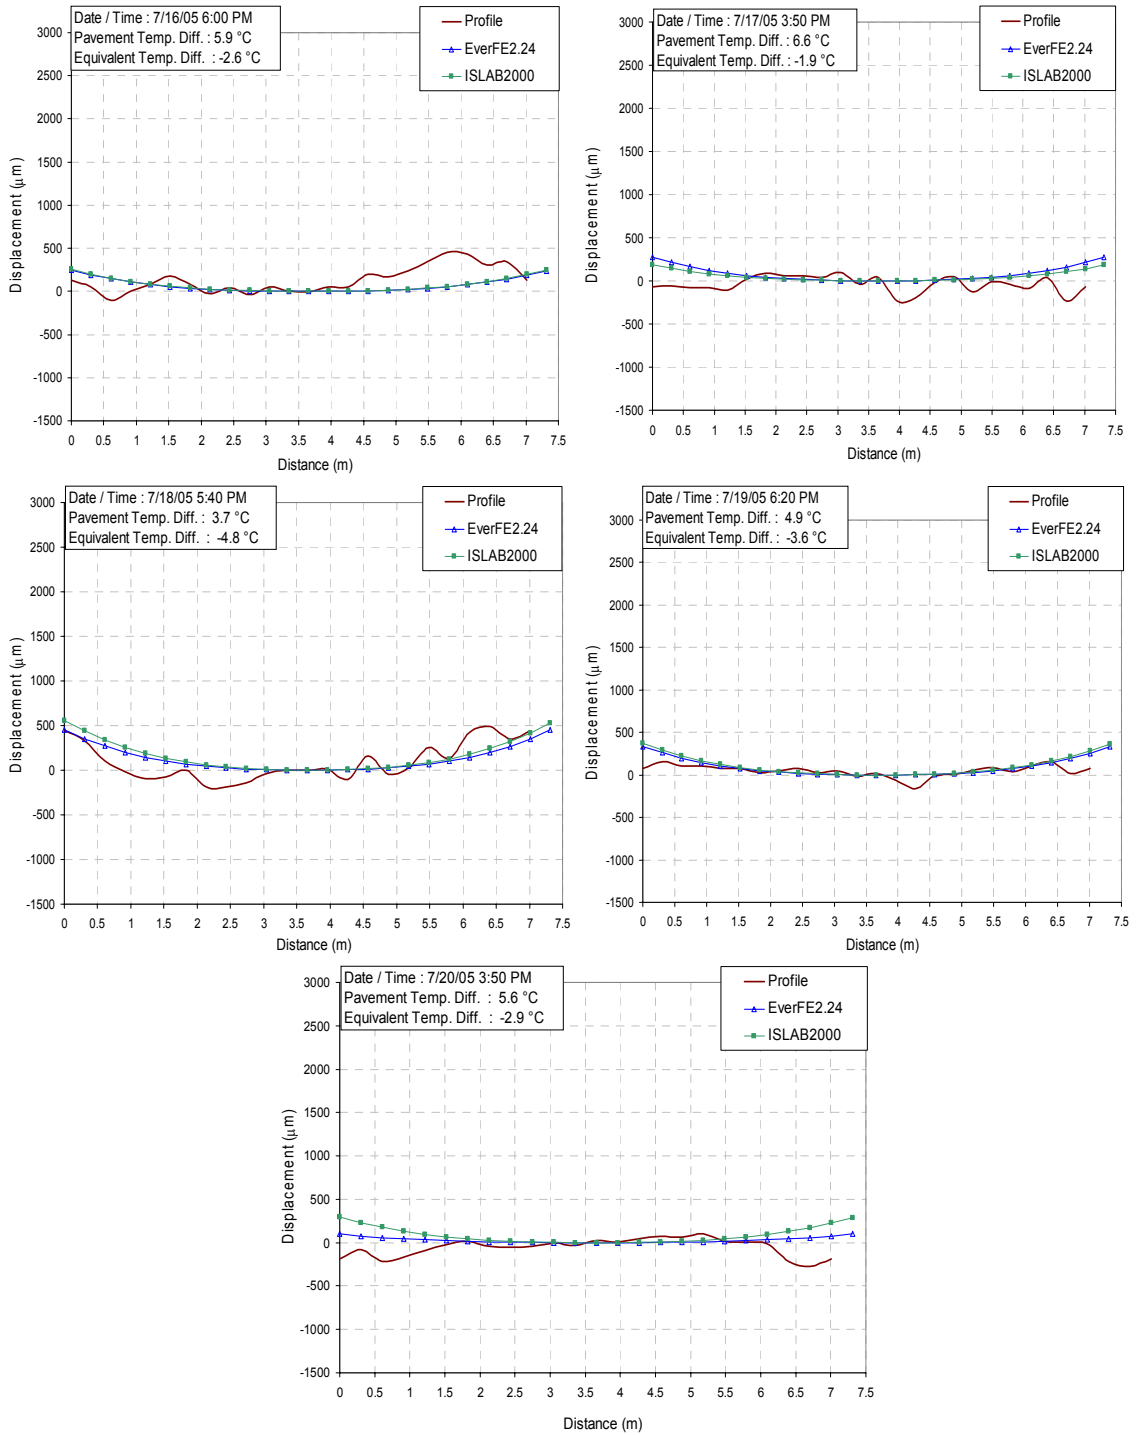 Date / Time : 7/16/05 6:00 PM
Pavement Temp. Diff. : 5.9 °C
Equivalent Temp. Diff. : -2.6 °C
Profile
EverFE2.24
ISLAB2000
3000
2500
2000
1500
1000
500
0
-500
-1000
-1500
Displacement (μm)
0 0.5 1 1.5 2 2.5 3 3.5 4 4.5 5 5.5 6 6.5 7 7.5
Distance (m)
Date / Time : 7/17/05 3:50 PM
Pavement Temp. Diff. : 6.6 °C
Equivalent Temp. Diff. : -1.9 °C
Profile
EverFE2.24
ISLAB2000
3000
2500
2000
1500
1000
500
0
-500
-1000
-1500
Displacement (μm)
0 0.5 1 1.5 2 2.5 3 3.5 4 4.5 5 5.5 6 6.5 7 7.5
Distance (m)
Date / Time : 7/18/05 5:40 PM
Pavement Temp. Diff. : 3.7 °C
Equivalent Temp. Diff. : -4.8 °C
Profile
EverFE2.24
ISLAB2000
3000
2500
2000
1500
1000
500
0
-500
-1000
-1500
Displacement (μm)
0 0.5 1 1.5 2 2.5 3 3.5 4 4.5 5 5.5 6 6.5 7 7.5
Distance (m)
Date / Time : 7/19/05 6:20 PM
Pavement Temp. Diff. : 4.9 °C
Equivalent Temp. Diff. : -3.6 °C
Profile
EverFE2.24
ISLAB2000
3000
2500
2000
1500
1000
500
0
-500
-1000
-1500
Displacement (μm)
0 0.5 1 1.5 2 2.5 3 3.5 4 4.5 5 5.5 6 6.5 7 7.5
Distance (m)
Date / Time : 7/20/05 3:50 PM
Pavement Temp. Diff. : 5.6 °C
Equivalent Temp. Diff. : -2.9 °C
Profile
EverFE2.24
ISLAB2000
3000
2500
2000
1500
1000
500
0
-500
-1000
-1500
Displacement (μm)
0 0.5 1 1.5 2 2.5 3 3.5 4 4.5 5 5.5 6 6.5 7 7.5
Distance (m)